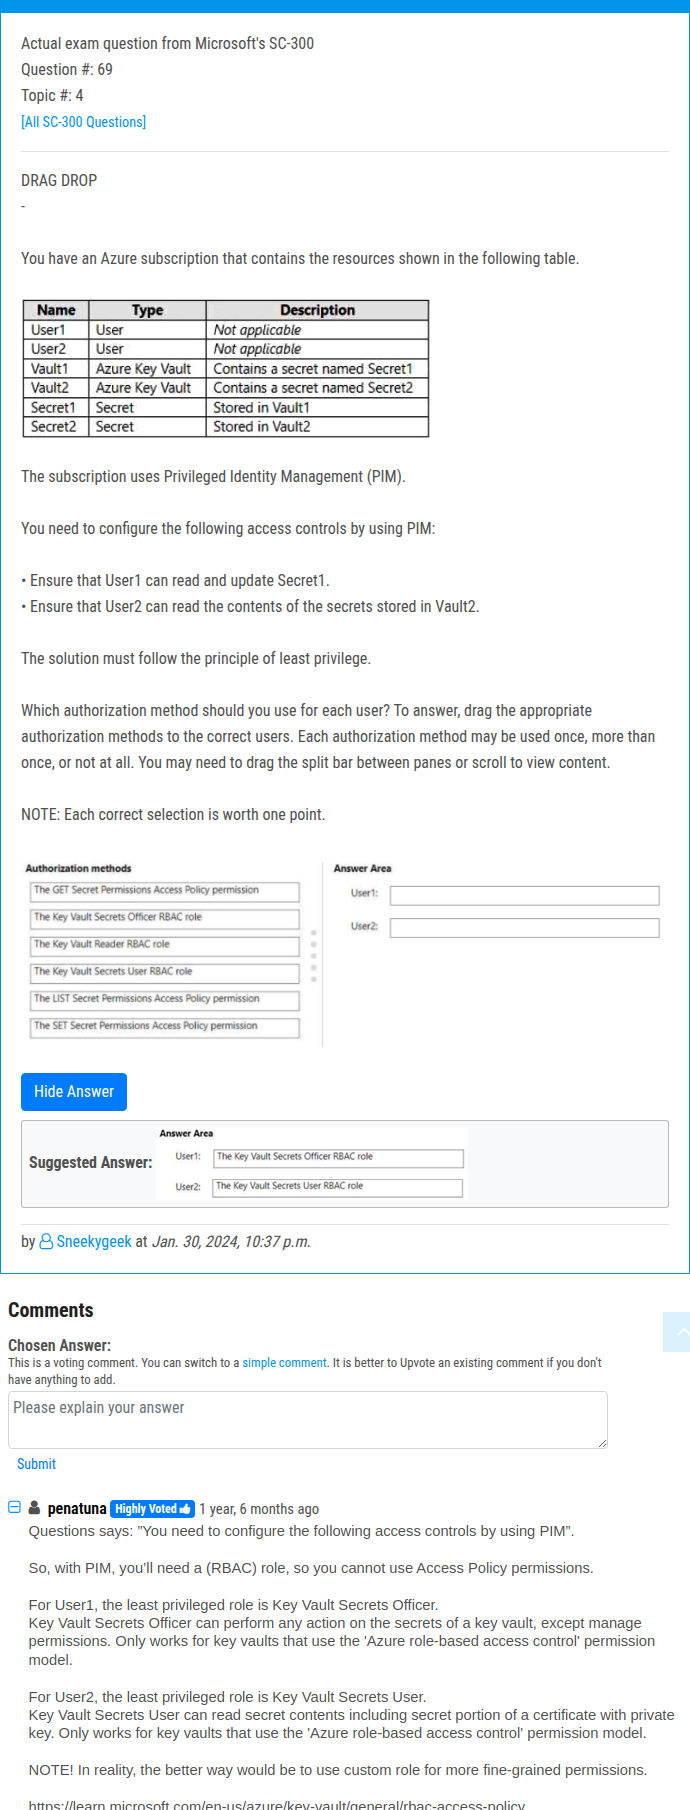 Actual exam question from Microsoft's SC-300
Question #: 69
Topic #: 4
[All SC-300 Questions]
DRAG DROP
-
You have an Azure subscription that contains the resources shown in the following table.
Name Type Description
User1 User Not applicable
User2 User Not applicable
Vault1 Azure Key Vault Contains a secret named Secret1
Vault2 Azure Key Vault Contains a secret named Secret2
Secret1 Secret Stored in Vault1
Secret2 Secret Stored in Vault2
The subscription uses Privileged Identity Management (PIM).
You need to configure the following access controls by using PIM:
• Ensure that User1 can read and update Secret1.
• Ensure that User2 can read the contents of the secrets stored in Vault2.
The solution must follow the principle of least privilege.
Which authorization method should you use for each user? To answer, drag the appropriate
authorization methods to the correct users. Each authorization method may be used once, more than
once, or not at all. You may need to drag the split bar between panes or scroll to view content.
NOTE: Each correct selection is worth one point.
Authorization methods
The GET Secret Permissions Access Policy permission
The Key Vault Secrets Officer RBAC role
The Key Vault Reader RBAC role
The Key Vault Secrets User RBAC role
The LIST Secret Permissions Access Policy permission
The SET Secret Permissions Access Policy permission
Answer Area
User1:
User2:
Hide Answer
Suggested Answer:
Answer Area
User1: The Key Vault Secrets Officer RBAC role
User2: The Key Vault Secrets User RBAC role
by Sneekygeek at Jan. 30, 2024, 10:37 p.m.
Comments
Chosen Answer:
This is a voting comment. You can switch to a simple comment. It is better to Upvote an existing comment if you don't
have anything to add.
Please explain your answer
Submit
penatuna Highly Voted 1 year, 6 months ago
Questions says: ”You need to configure the following access controls by using PIM”.
So, with PIM, you’ll need a (RBAC) role, so you cannot use Access Policy permissions.
For User1, the least privileged role is Key Vault Secrets Officer.
Key Vault Secrets Officer can perform any action on the secrets of a key vault, except manage
permissions. Only works for key vaults that use the 'Azure role-based access control' permission
model.
For User2, the least privileged role is Key Vault Secrets User.
Key Vault Secrets User can read secret contents including secret portion of a certificate with private
key. Only works for key vaults that use the 'Azure role-based access control' permission model.
NOTE! In reality, the better way would be to use custom role for more fine-grained permissions.
https://learn.microsoft.com/en-us/azure/key-vault/general/rbac-access-policy